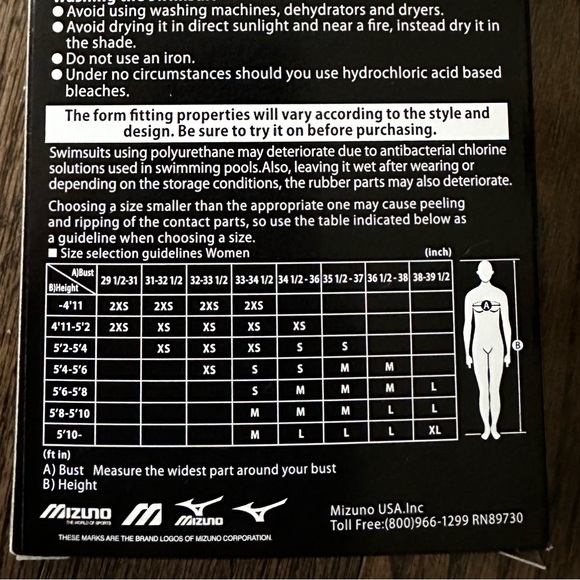 ● Avoid using washing machines, dehydrators and dryers.
● Avoid drying it in direct sunlight and near a fire, instead dry it in
the shade.
● Do not use an iron.
● Under no circumstances should you use hydrochloric acid based
bleaches.
The form fitting properties will vary according to the style and
design. Be sure to try it on before purchasing.
Swimsuits using polyurethane may deteriorate due to antibacterial chlorine
solutions used in swimming pools.Also, leaving it wet after wearing or
depending on the storage conditions, the rubber parts may also deteriorate.
Choosing a size smaller than the appropriate one may cause peeling
and ripping of the contact parts, so use the table indicated below as
a guideline when choosing a size.
■ Size selection guidelines Women (inch)
A)Bust
B)Height 29 1/2-31 31-32 1/2 32-33 1/2 33-34 1/2 34 1/2-36 35 1/2-37 36 1/2-38 38-39 1/2
-4'11 2XS 2XS 2XS 2XS
4'11-5'2 2XS XS XS XS XS
5'2-5'4 XS XS XS S S
5'4-5'6 XS S S M M
5'6-5'8 S M M M L
5'8-5'10 M M M L L
5'10- M L L L XL
A
B
(ft in)
A) Bust Measure the widest part around your bust
B) Height
MIZUNO
THE WORLD OF SPORTS
MIZUNO
THESE MARKS ARE THE BRAND LOGOS OF MIZUNO CORPORATION.
Mizuno USA.Inc
Toll Free:(800)966-1299 RN89730